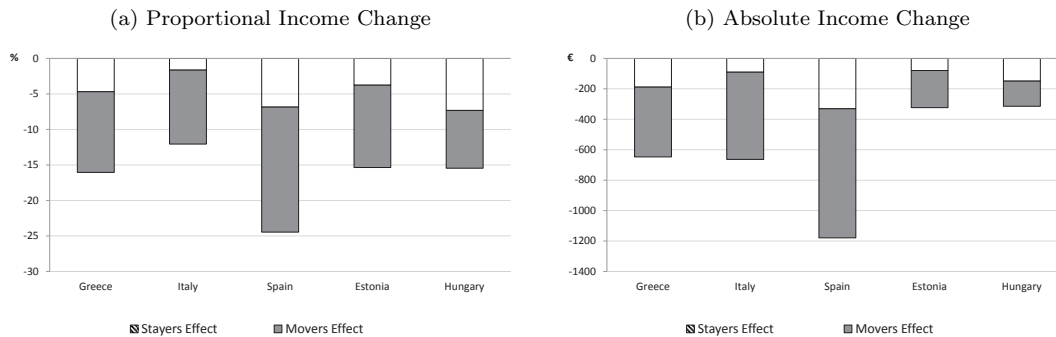 (a) Proportional Income Change
%
0
-5
-10
-15
-20
-25
-30
Greece Italy Spain Estonia Hungary
Stayers Effect Movers Effect
(b) Absolute Income Change
€
0
-200
-400
-600
-800
-1000
-1200
-1400
Greece Italy Spain Estonia Hungary
Stayers Effect Movers Effect